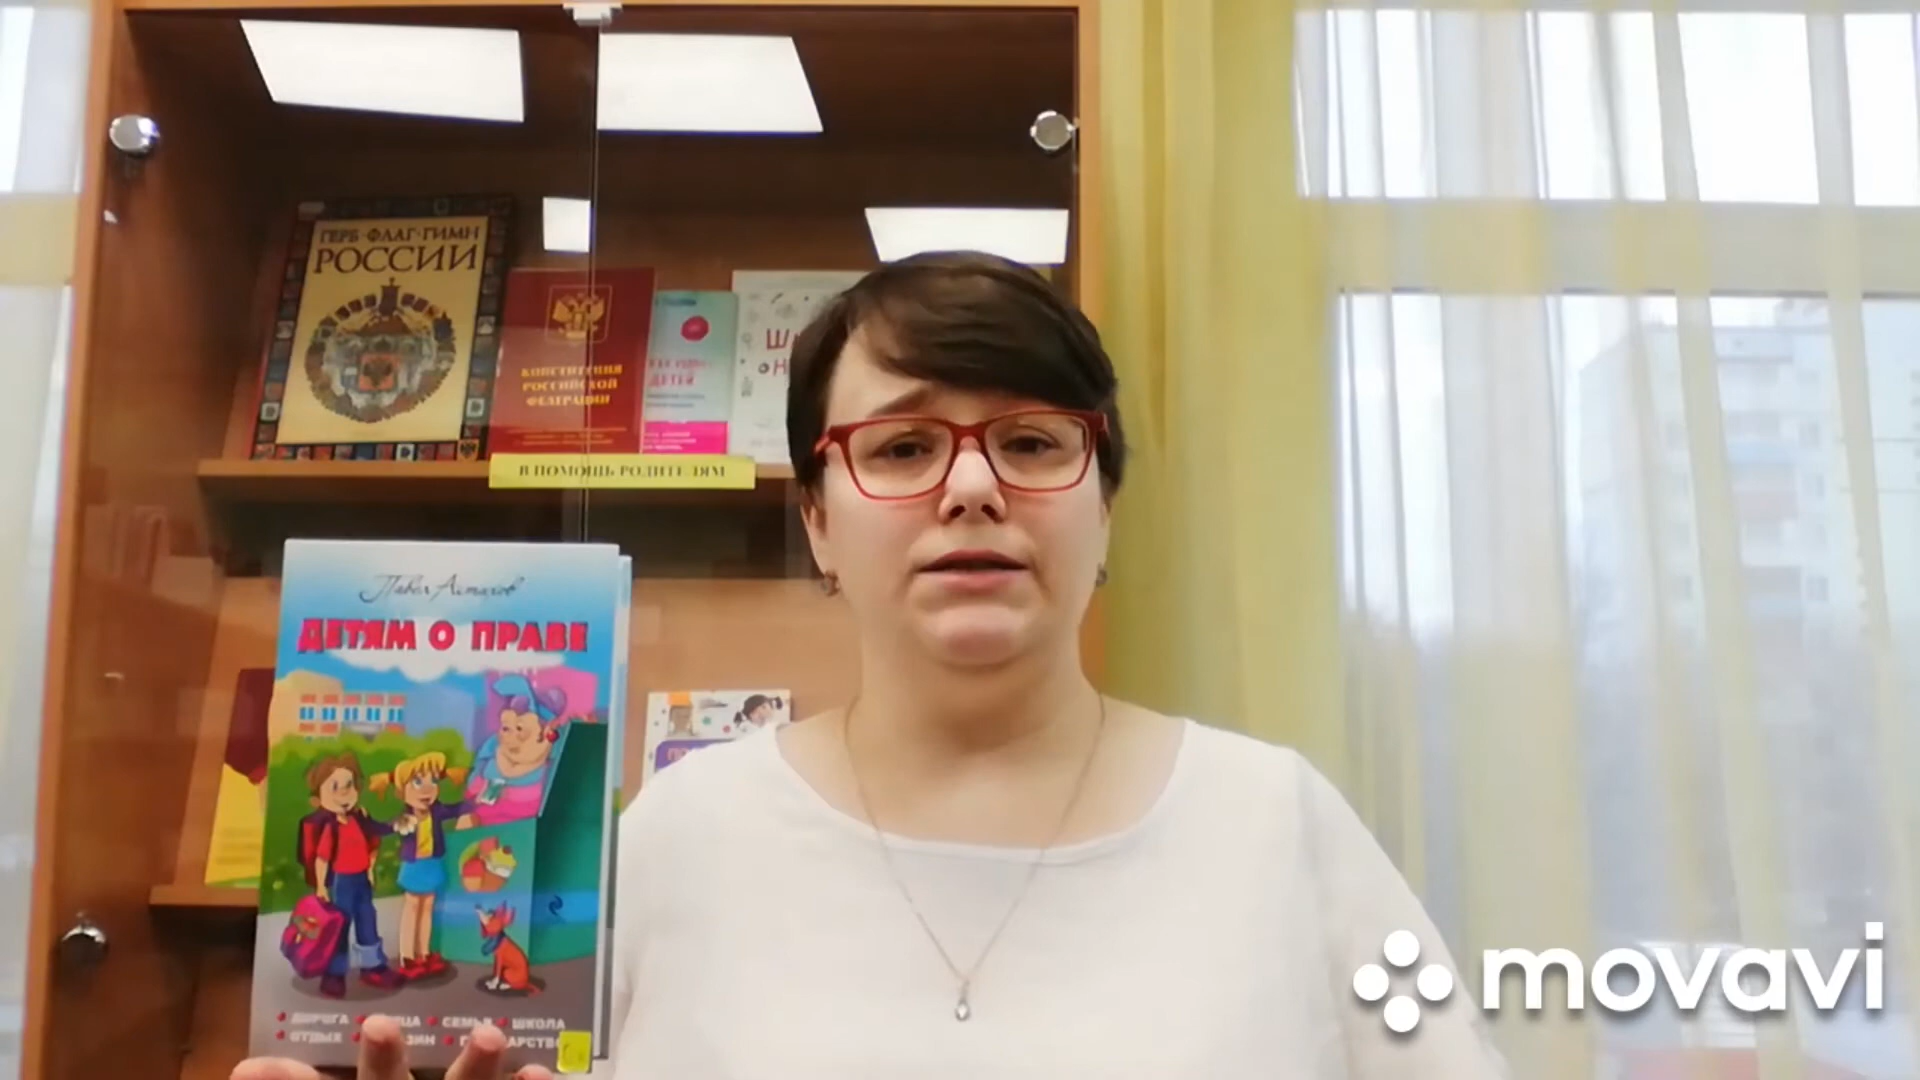 ГЕРБ·ФЛАГ·ГИМН
РОССИИ
КОНСТИТУЦИЯ
РОССИЙСКОЙ
ФЕДЕРАЦИИ
ДЕТЕЙ
В ПОМОЩЬ РОДИТЕЛЯМ
Павел Астахов
ДЕТЯМ О ПРАВЕ
ДОРОГА
СЕМЬЯ
ШКОЛА
ОТДЫХ
movavi